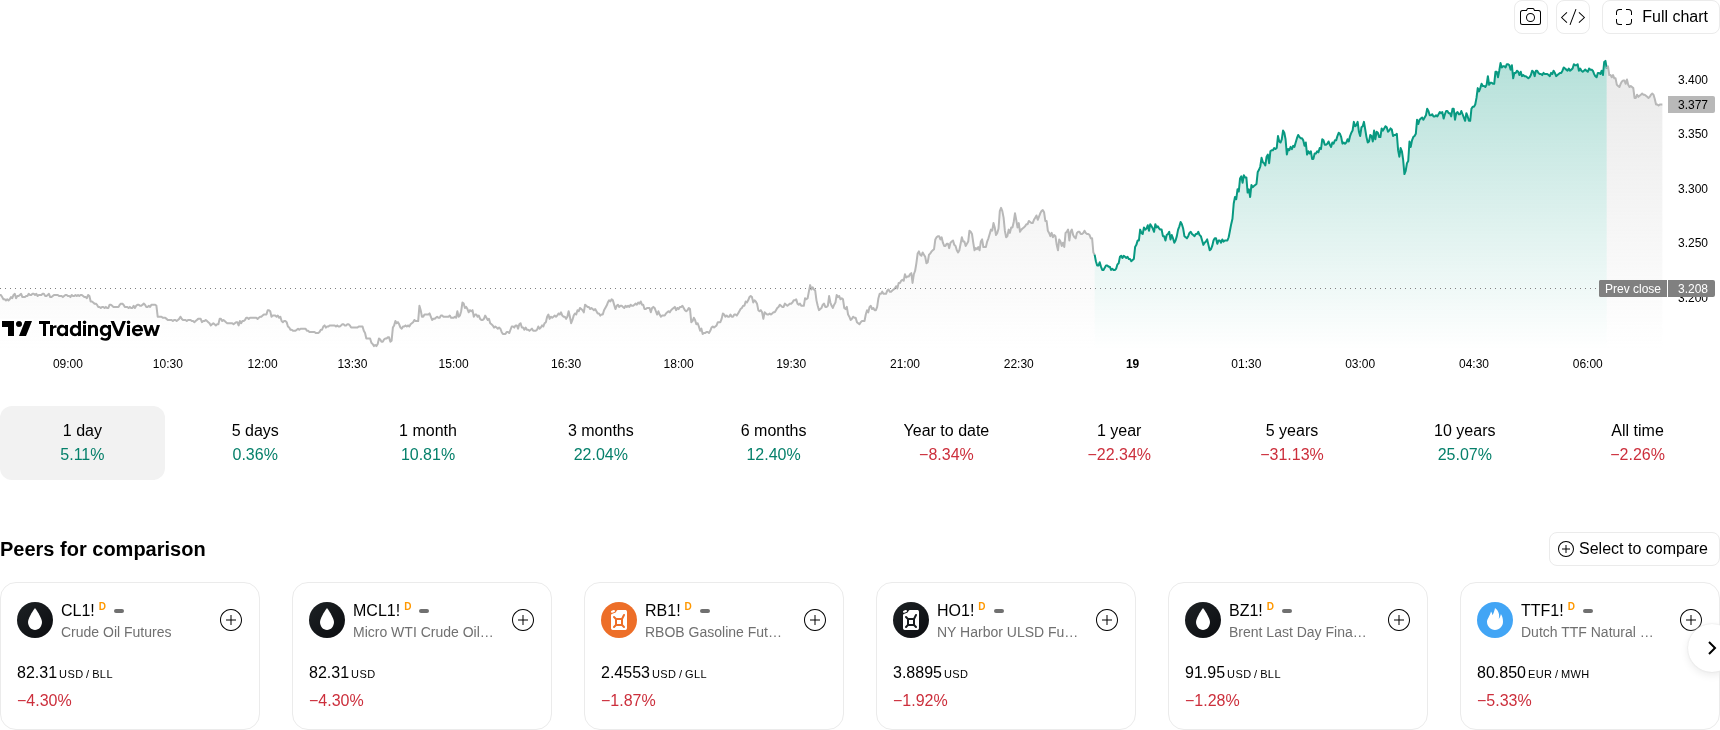 </> Full chart
3.400
3.377
3.350
3.300
3.250
Prev close 3.208
3.200
TradingView
09:00 10:30 12:00 13:30 15:00 16:30 18:00 19:30 21:00 22:30 19 01:30 03:00 04:30 06:00
1 day 5 days 1 month 3 months 6 months Year to date 1 year 5 years 10 years All time
5.11% 0.36% 10.81% 22.04% 12.40% −8.34% −22.34% −31.13% 25.07% −2.26%
Peers for comparison Select to compare
CL1! D MCL1! D RB1! D HO1! D BZ1! D TTF1! D
Crude Oil Futures Micro WTI Crude Oil… RBOB Gasoline Fut… NY Harbor ULSD Fu… Brent Last Day Fina… Dutch TTF Natural …
82.31 USD / BLL 82.31 USD 2.4553 USD / GLL 3.8895 USD 91.95 USD / BLL 80.850 EUR / MWH
−4.30% −4.30% −1.87% −1.92% −1.28% −5.33%